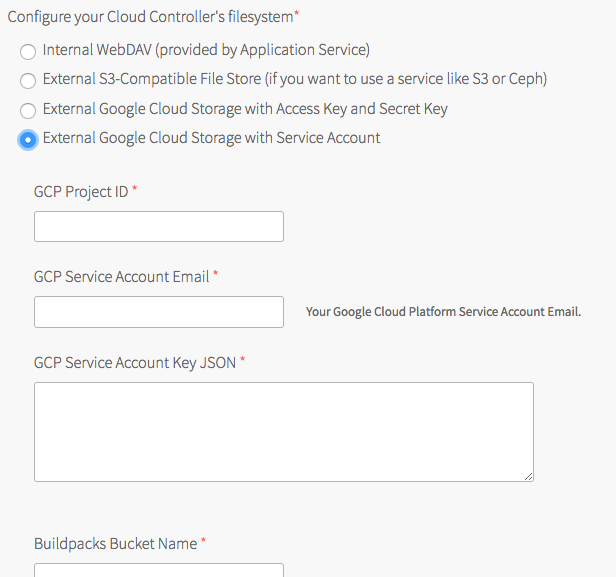 Configure your Cloud Controller's filesystem*
Internal WebDAV (provided by Application Service)
External S3-Compatible File Store (if you want to use a service like S3 or Ceph)
External Google Cloud Storage with Access Key and Secret Key
External Google Cloud Storage with Service Account
GCP Project ID *
GCP Service Account Email *
Your Google Cloud Platform Service Account Email.
GCP Service Account Key JSON *
Buildpacks Bucket Name *